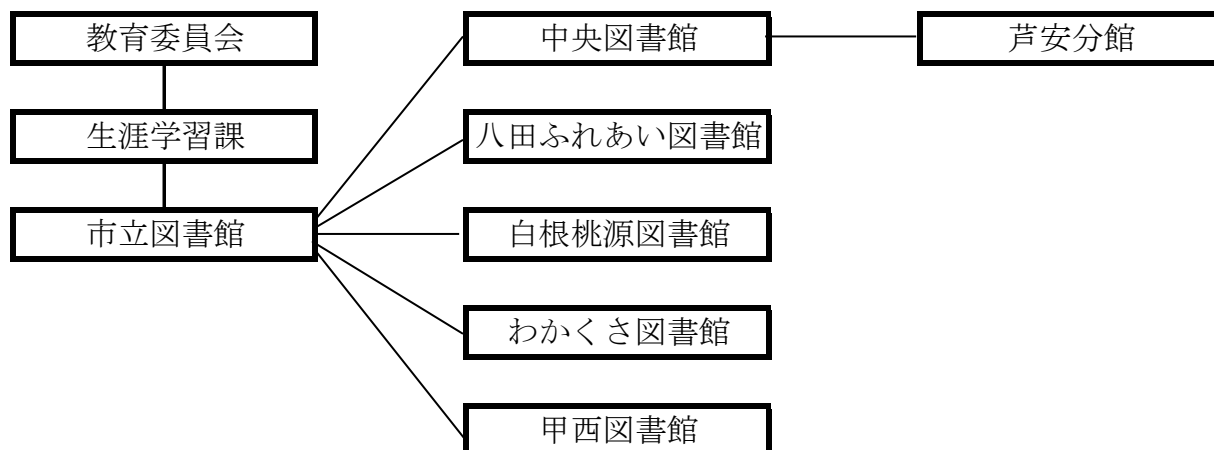 教育委員会
中央図書館
芦安分館
生涯学習課
八田ふれあい図書館
市立図書館
白根桃源図書館
わかくさ図書館
甲西図書館